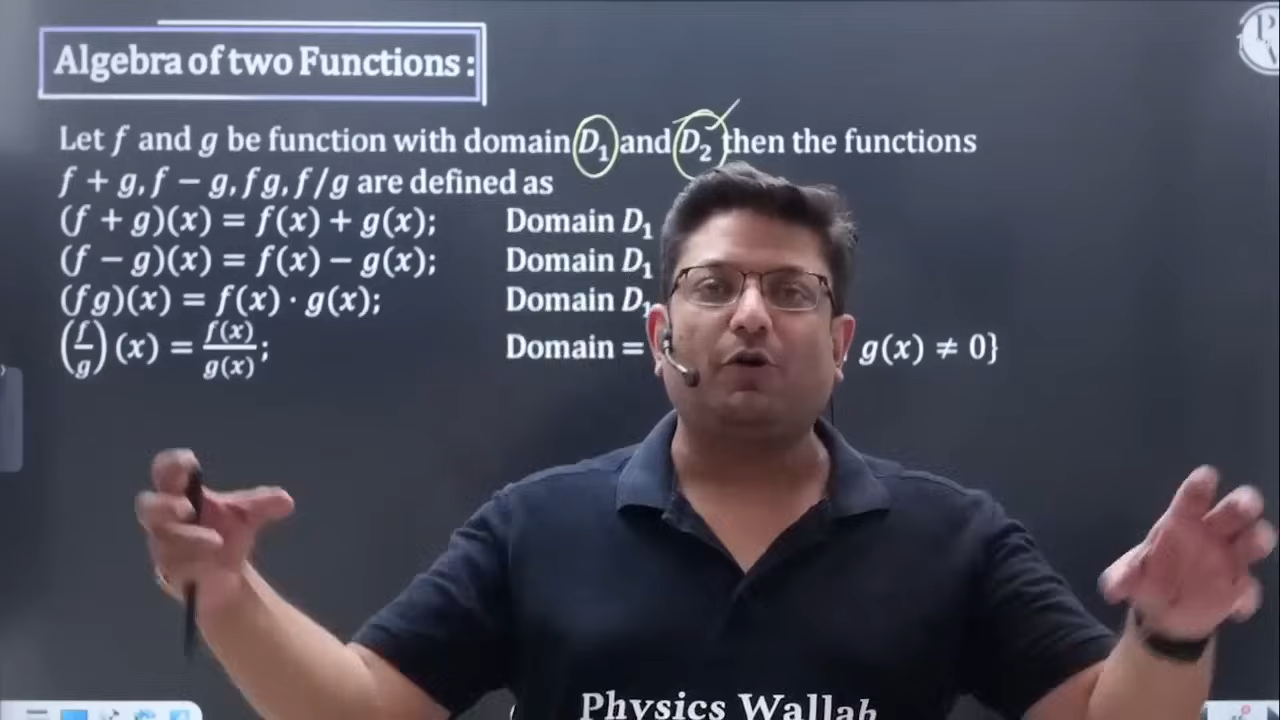 Algebra of two Functions :
Let f and g be function with domain D₁ and D₂ then the functions
f + g, f − g, fg, f/g are defined as
(f + g)(x) = f(x) + g(x); Domain D₁
(f − g)(x) = f(x) − g(x); Domain D₁
(fg)(x) = f(x) · g(x); Domain D₁
(f/g)(x) = f(x)/g(x); Domain = g(x) ≠ 0}
Physics Wallah